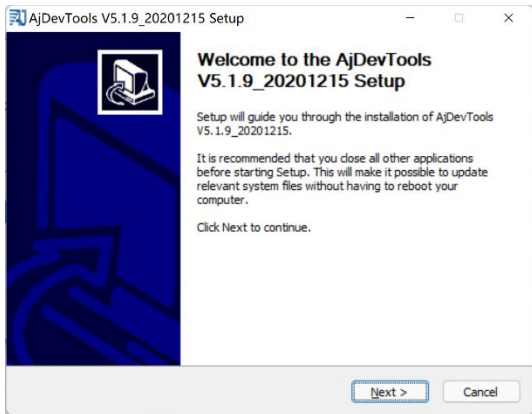 AjDevTools V5.1.9_20201215 Setup
Welcome to the AjDevTools
V5.1.9_20201215 Setup
Setup will guide you through the installation of AjDevTools
V5.1.9_20201215.
It is recommended that you close all other applications
before starting Setup. This will make it possible to update
relevant system files without having to reboot your
computer.
Click Next to continue.
Next >
Cancel